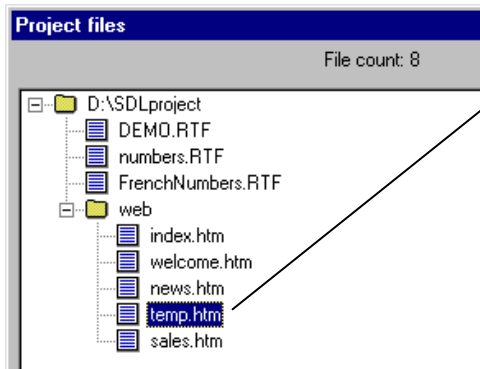 Project files
File count: 8
D:\SDLproject
DEMO.RTF
numbers.RTF
FrenchNumbers.RTF
web
index.htm
welcome.htm
news.htm
temp.htm
sales.htm